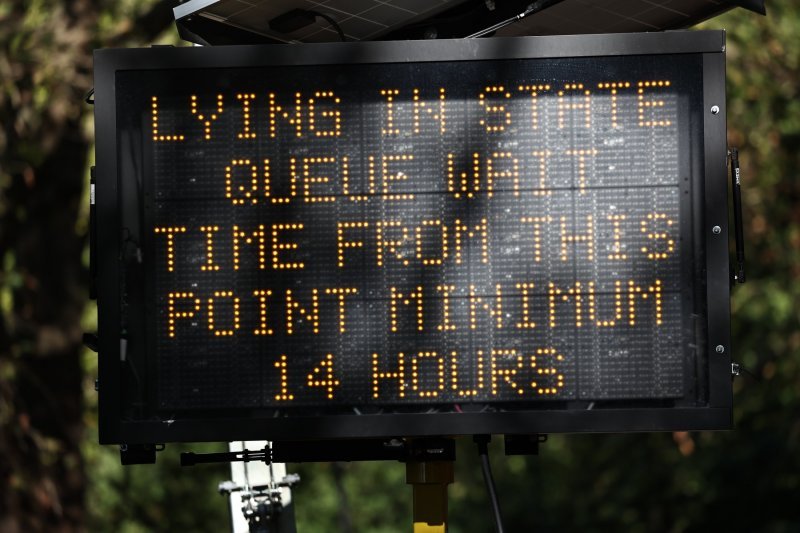 LYING IN STATE
QUEUE WAIT
TIME FROM THIS
POINT MINIMUM
14 HOURS